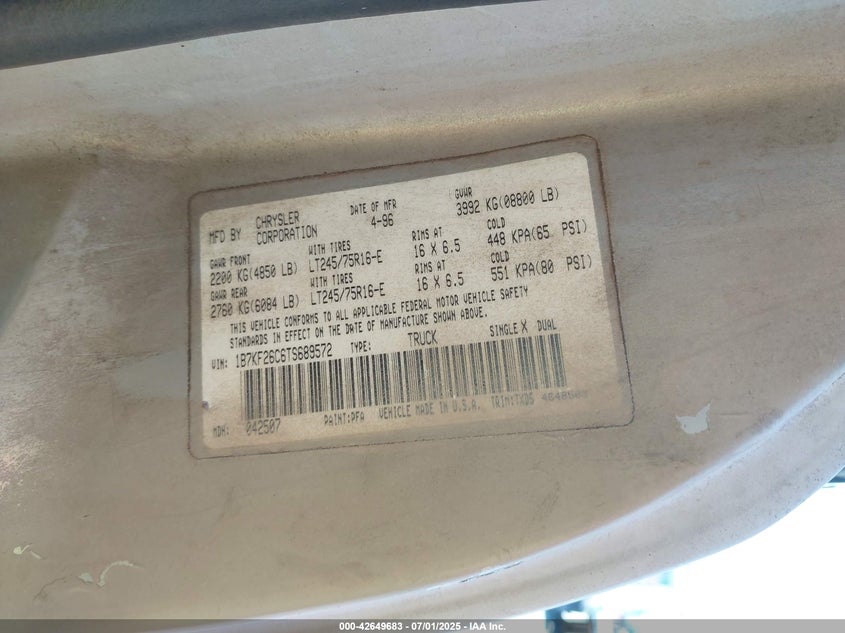 MFD BY CHRYSLER CORPORATION DATE OF MFR 4-96 GVWR 3992 KG(08800 LB)
GAWR FRONT WITH TIRES RIMS AT COLD
2200 KG(4850 LB) LT245/75R16-E 16 X 6.5 448 KPA(65 PSI)
GAWR REAR WITH TIRES RIMS AT COLD
2760 KG(6084 LB) LT245/75R16-E 16 X 6.5 551 KPA(80 PSI)
THIS VEHICLE CONFORMS TO ALL APPLICABLE FEDERAL MOTOR VEHICLE SAFETY
STANDARDS IN EFFECT ON THE DATE OF MANUFACTURE SHOWN ABOVE.
VIN: 1B7KF26C6TS689572 TYPE: TRUCK SINGLE X DUAL
MDH: 042507 PAINT:PFA VEHICLE MADE IN U.S.A. TRIM:TXD5
000-42649683 - 07/01/2025 - IAA Inc.